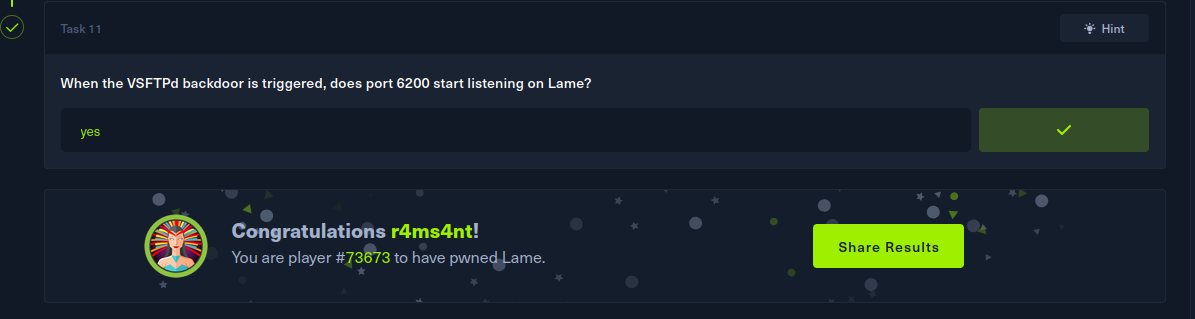 Task 11
Hint
When the VSFTPd backdoor is triggered, does port 6200 start listening on Lame?
yes
Congratulations r4ms4nt!
You are player #73673 to have pwned Lame.
Share Results